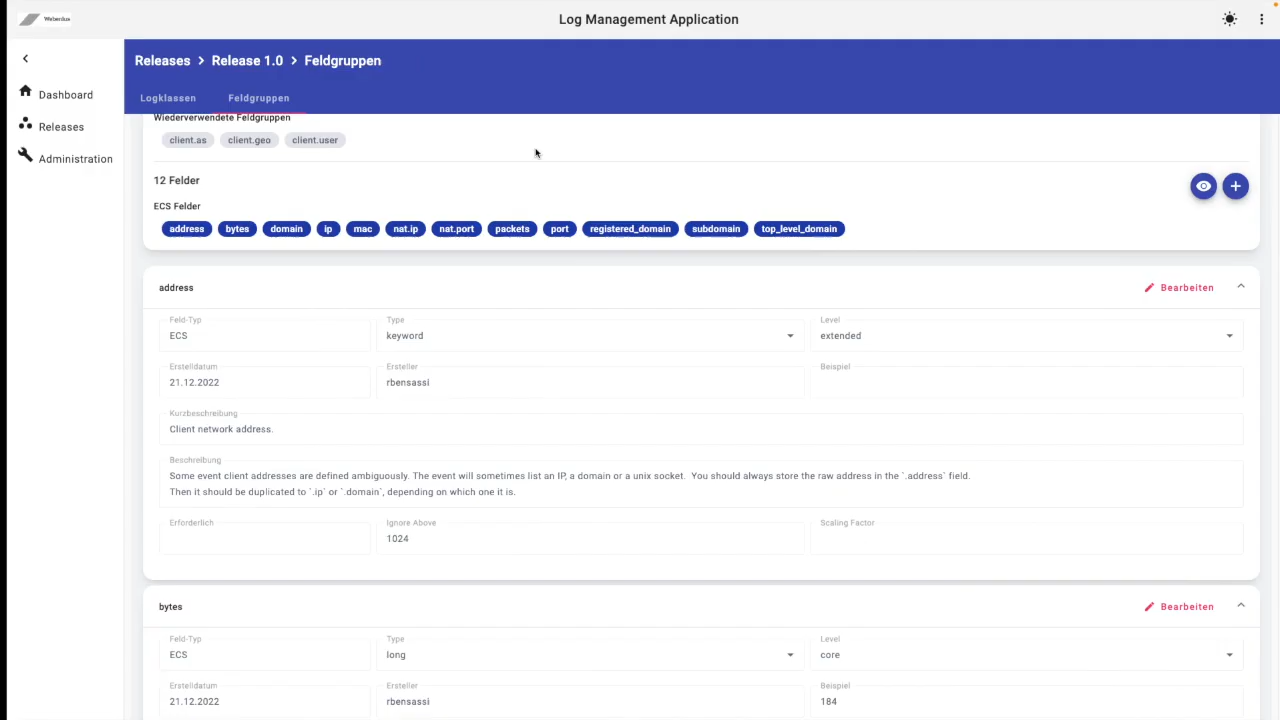 Weberdus
Log Management Application
Releases > Release 1.0 > Feldgruppen
Dashboard
Releases
Administration
Logklassen Feldgruppen
Wiederverwendete Feldgruppen
client.as client.geo client.user
12 Felder
ECS Felder
address bytes domain ip mac nat.ip nat.port packets port registered_domain subdomain top_level_domain
address Bearbeiten
Feld-Typ Type Level
ECS keyword extended
Erstelldatum Ersteller Beispiel
21.12.2022 rbensassi
Kurzbeschreibung
Client network address.
Beschreibung
Some event client addresses are defined ambiguously. The event will sometimes list an IP, a domain or a unix socket. You should always store the raw address in the `.address` field.
Then it should be duplicated to `.ip` or `.domain`, depending on which one it is.
Erforderlich Ignore Above Scaling Factor
1024
bytes Bearbeiten
Feld-Typ Type Level
ECS long core
Erstelldatum Ersteller Beispiel
21.12.2022 rbensassi 184